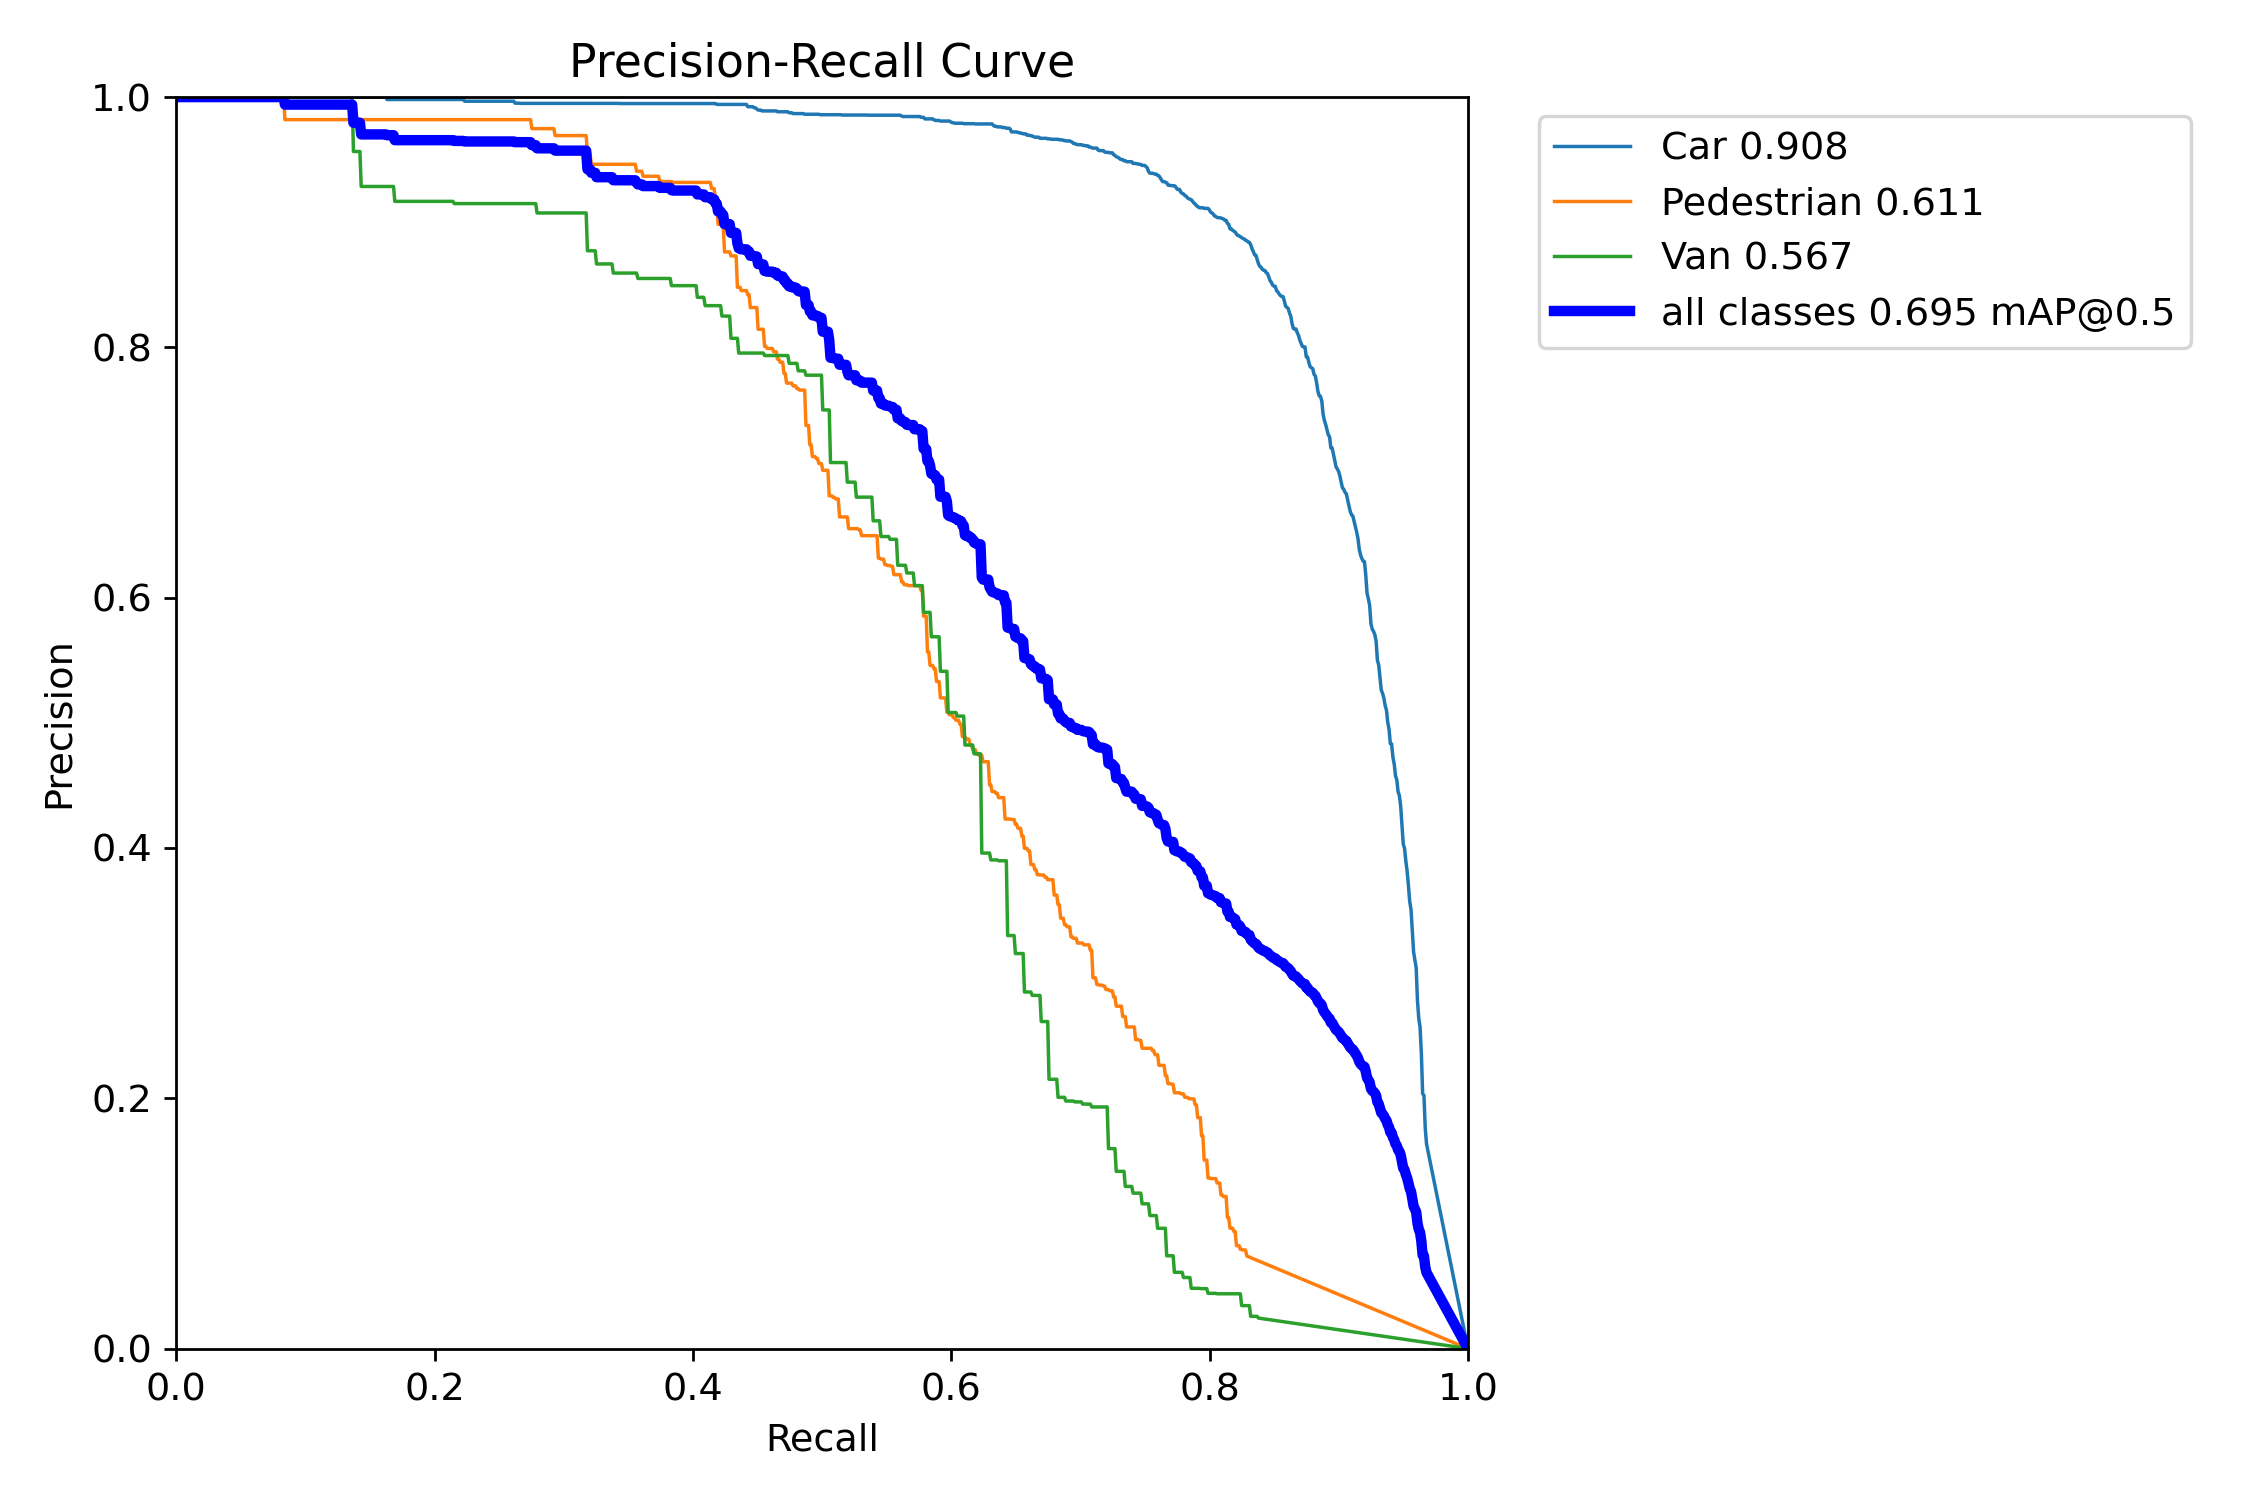 Precision-Recall Curve
1.0
0.8
0.6
0.4
0.2
0.0
Precision
0.0 0.2 0.4 0.6 0.8 1.0
Recall
Car 0.908
Pedestrian 0.611
Van 0.567
all classes 0.695 mAP@0.5